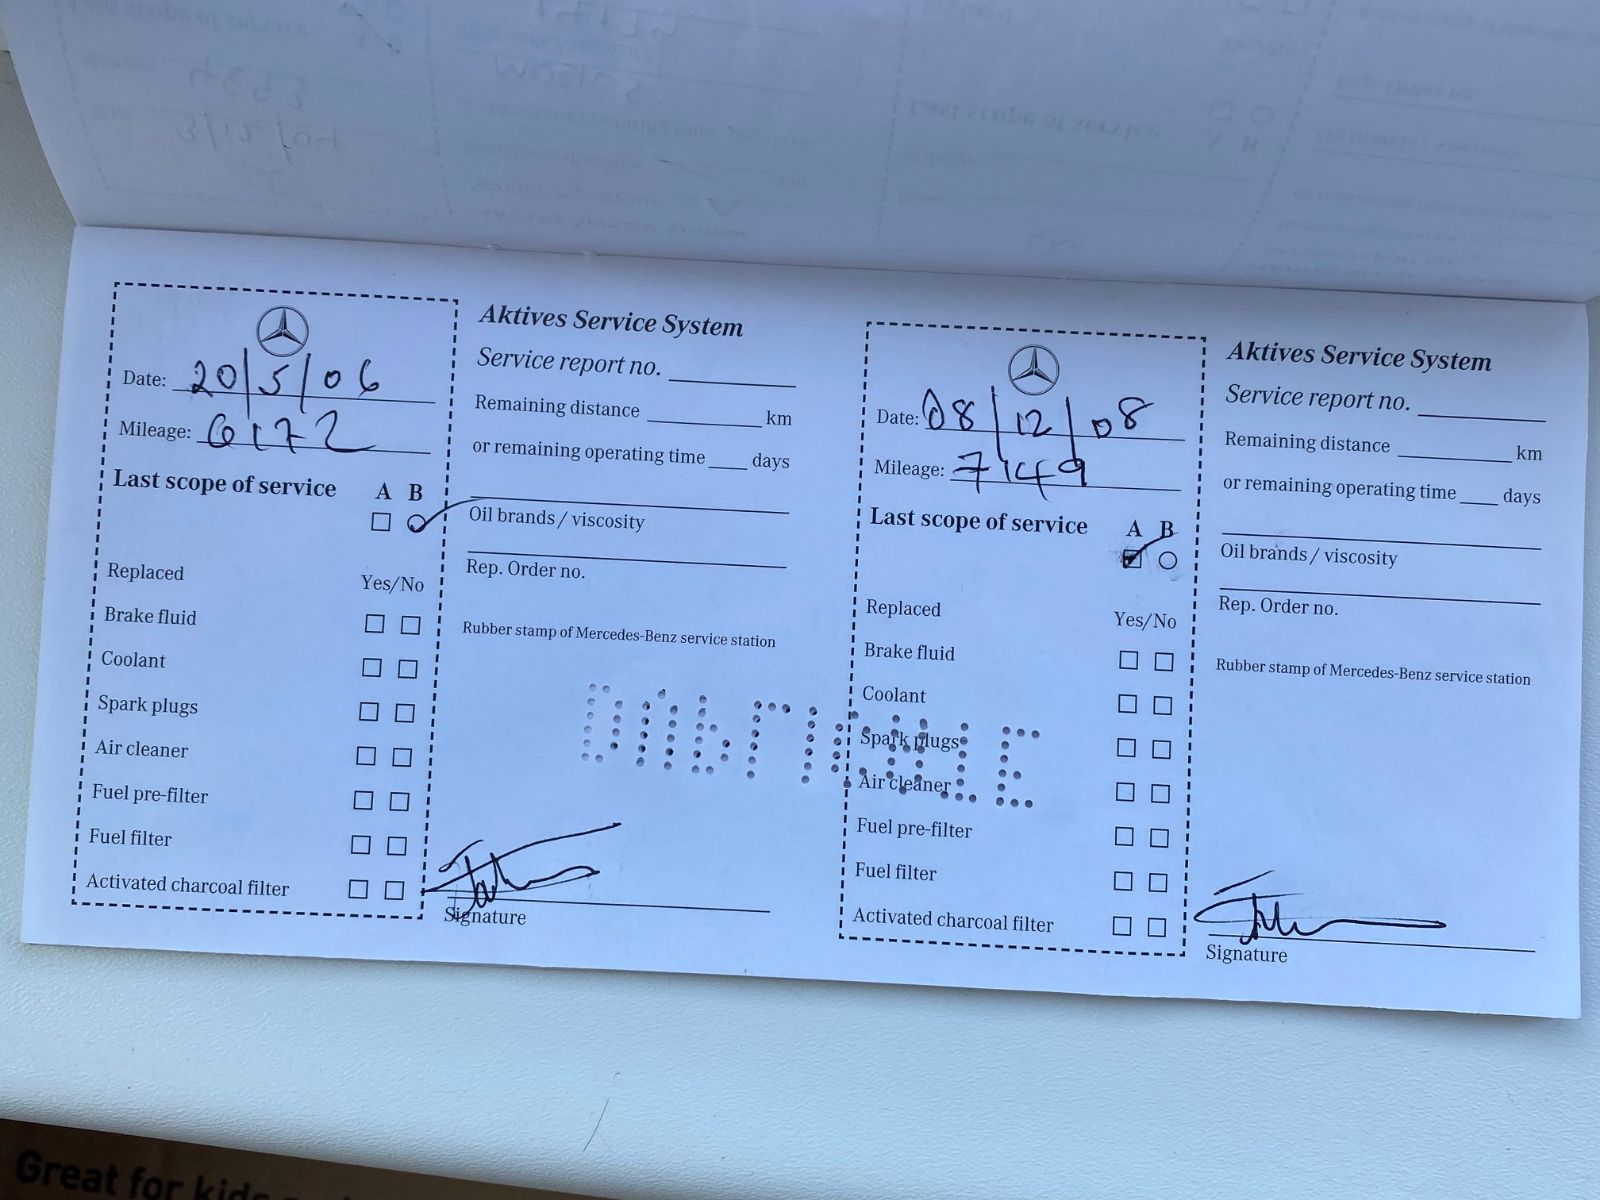 Aktives Service System
Service report no.
Date: 20/5/06
Remaining distance km
Mileage: 6172
or remaining operating time days
Last scope of service A B
Oil brands / viscosity
Rep. Order no.
Replaced Yes/No
Brake fluid
Rubber stamp of Mercedes-Benz service station
Coolant
Spark plugs
Air cleaner
Fuel pre-filter
Fuel filter
Activated charcoal filter
Signature
Aktives Service System
Service report no.
Date: 08/12/08
Remaining distance km
Mileage: 7149
or remaining operating time days
Last scope of service A B
Oil brands / viscosity
Rep. Order no.
Replaced Yes/No
Brake fluid
Rubber stamp of Mercedes-Benz service station
Coolant
Spark plugs
Air cleaner
Fuel pre-filter
Fuel filter
Activated charcoal filter
Signature
Great for kids